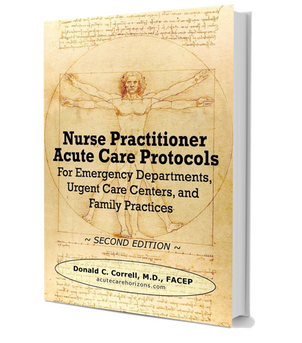 Nurse Practitioner
Acute Care Protocols
For Emergency Departments,
Urgent Care Centers, and
Family Practices
~ SECOND EDITION ~
Donald C. Correll, M.D., FACEP
acutecarehorizons.com